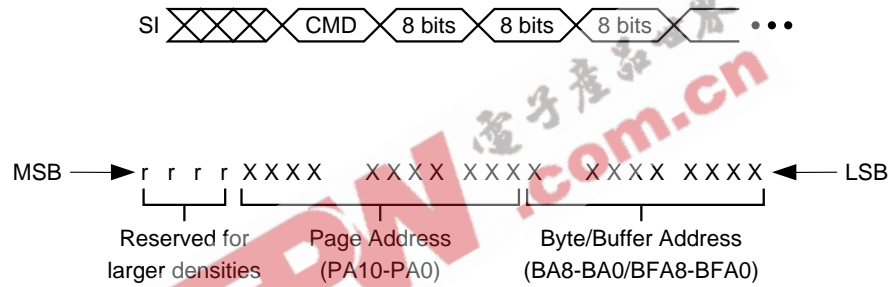 SI CMD 8 bits 8 bits 8 bits •••
電子產品世界
.com.cn
MSB r r r r X X X X X X X X X X X X X X X X X X X X LSB
Reserved for larger densities
Page Address (PA10-PA0)
Byte/Buffer Address (BA8-BA0/BFA8-BFA0)
PW